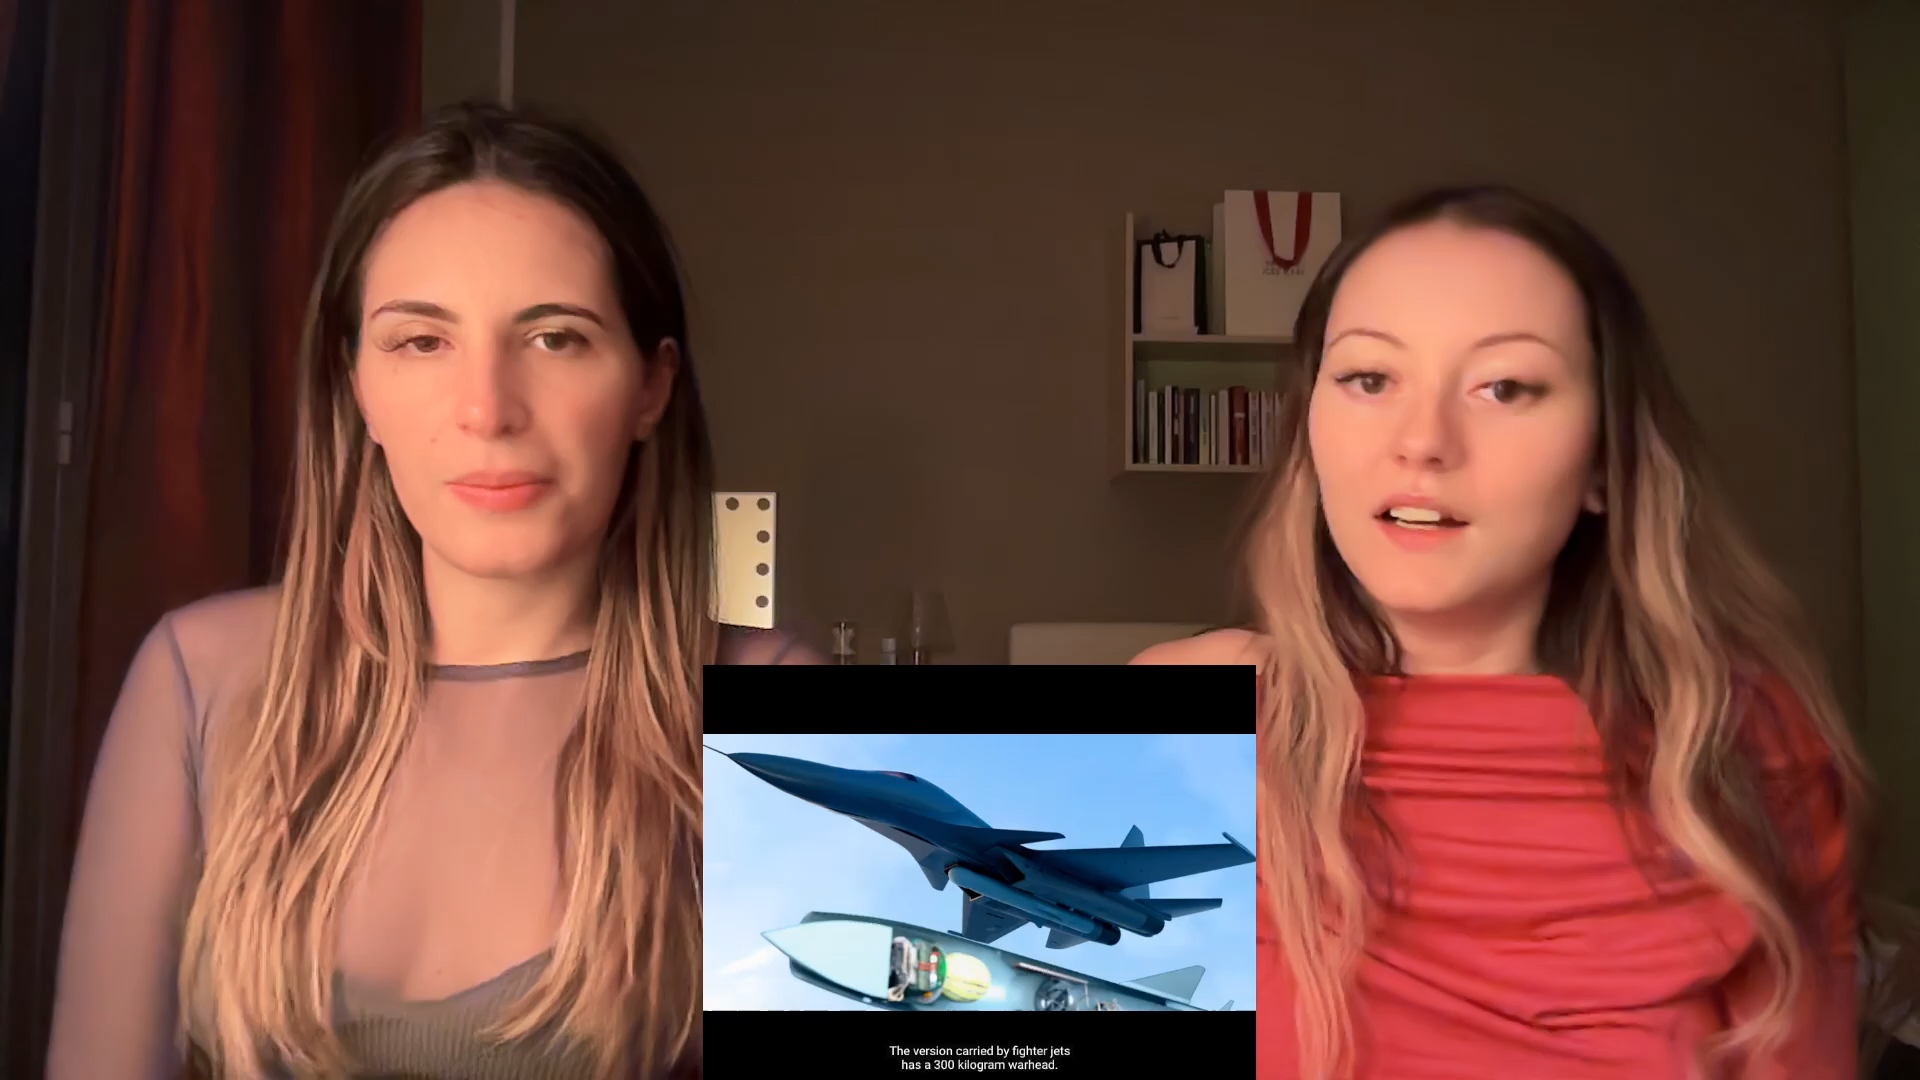 The version carried by fighter jets
has a 300 kilogram warhead.